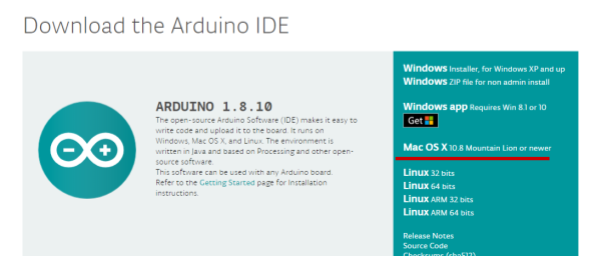 Download the Arduino IDE
ARDUINO 1.8.10
The open-source Arduino Software (IDE) makes it easy to
write code and upload it to the board. It runs on
Windows, Mac OS X, and Linux. The environment is
written in Java and based on Processing and other open-
source software.
This software can be used with any Arduino board.
Refer to the Getting Started page for Installation
instructions.
Windows Installer, for Windows XP and up
Windows ZIP file for non admin install
Windows app Requires Win 8.1 or 10
Get
Mac OS X 10.8 Mountain Lion or newer
Linux 32 bits
Linux 64 bits
Linux ARM 32 bits
Linux ARM 64 bits
Release Notes
Source Code
Checksums (sha512)